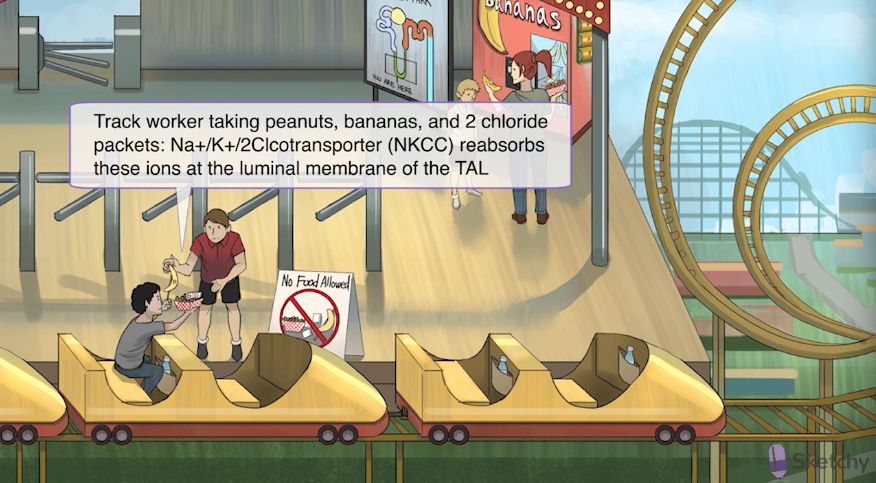 PARK
YOU ARE HERE
Bananas
Track worker taking peanuts, bananas, and 2 chloride
packets: Na+/K+/2Clcotransporter (NKCC) reabsorbs
these ions at the luminal membrane of the TAL
No Food Allowed
Sketchy